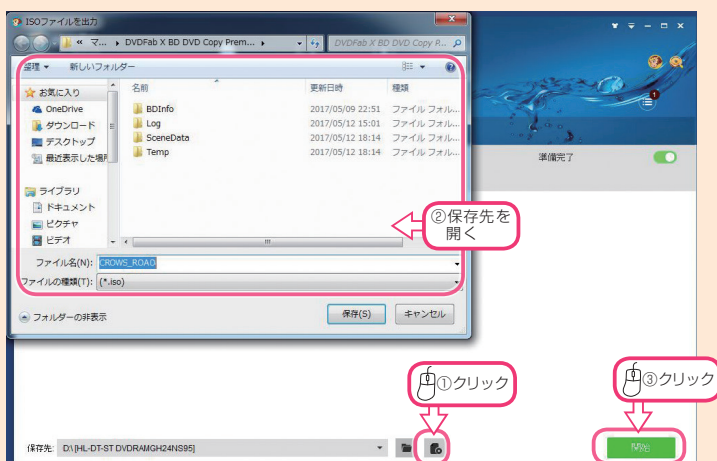 ISOファイルを出力
« マ... ▸ DVDFab X BD DVD Copy Prem... ▸
DVDFab X BD DVD Copy P...
整理 ▼ 新しいフォルダー
お気に入り
OneDrive
ダウンロード
デスクトップ
最近表示した場所
ライブラリ
ドキュメント
ピクチャ
ビデオ
名前 更新日時 種類
BDInfo 2017/05/09 22:51 ファイル フォル...
Log 2017/05/12 15:01 ファイル フォル...
SceneData 2017/05/12 18:14 ファイル フォル...
Temp 2017/05/12 18:14 ファイル フォル...
準備完了
②保存先を
開く
ファイル名(N): CROWS_ROAD
ファイルの種類(T): (*.iso)
フォルダーの非表示
保存(S) キャンセル
①クリック
③クリック
保存先: D:\ [HL-DT-ST DVDRAMGH24NS95]
開始